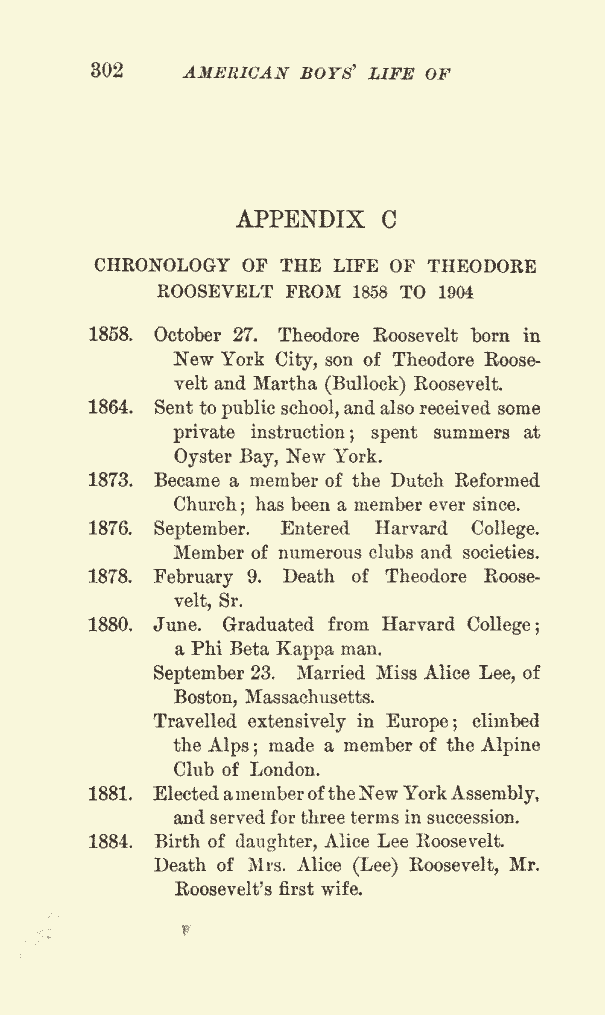 302 AMERICAN BOYS' LIFE OF
APPENDIX C
CHRONOLOGY OF THE LIFE OF THEODORE
ROOSEVELT FROM 1858 TO 1904
1858. October 27. Theodore Roosevelt born in
New York City, son of Theodore Roose-
velt and Martha (Bullock) Roosevelt.
1864. Sent to public school, and also received some
private instruction; spent summers at
Oyster Bay, New York.
1873. Became a member of the Dutch Reformed
Church; has been a member ever since.
1876. September. Entered Harvard College.
Member of numerous clubs and societies.
1878. February 9. Death of Theodore Roose-
velt, Sr.
1880. June. Graduated from Harvard College;
a Phi Beta Kappa man.
September 23. Married Miss Alice Lee, of
Boston, Massachusetts.
Travelled extensively in Europe; climbed
the Alps; made a member of the Alpine
Club of London.
1881. Elected a member of the New York Assembly,
and served for three terms in succession.
1884. Birth of daughter, Alice Lee Roosevelt.
Death of Mrs. Alice (Lee) Roosevelt, Mr.
Roosevelt's first wife.